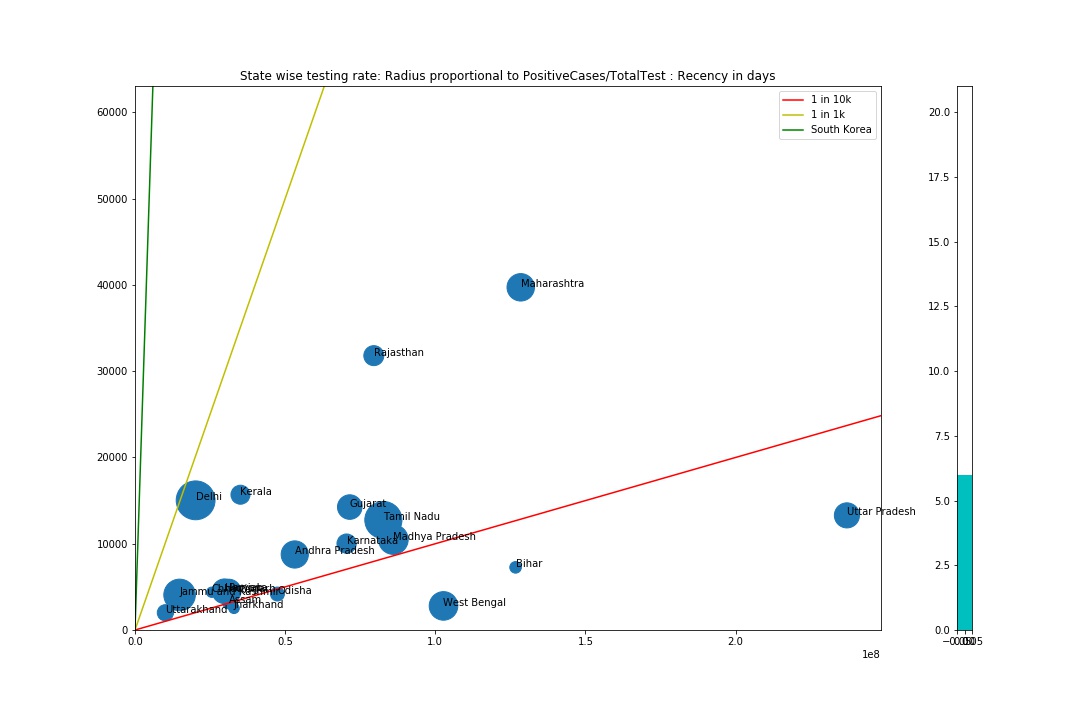 State wise testing rate: Radius proportional to PositiveCases/TotalTest : Recency in days
1 in 10k
1 in 1k
South Korea
60000
50000
40000
30000
20000
10000
0
20.0
17.5
15.0
12.5
10.0
7.5
5.0
2.5
0.0
Maharashtra
Rajasthan
Delhi
Kerala
Gujarat
Tamil Nadu
Uttar Pradesh
Madhya Pradesh
Karnataka
Andhra Pradesh
Bihar
Jammu and Kashmir
Odisha
Assam
Jharkhand
West Bengal
Uttarakhand
0.0
0.5
1.0
1.5
2.0
1e8